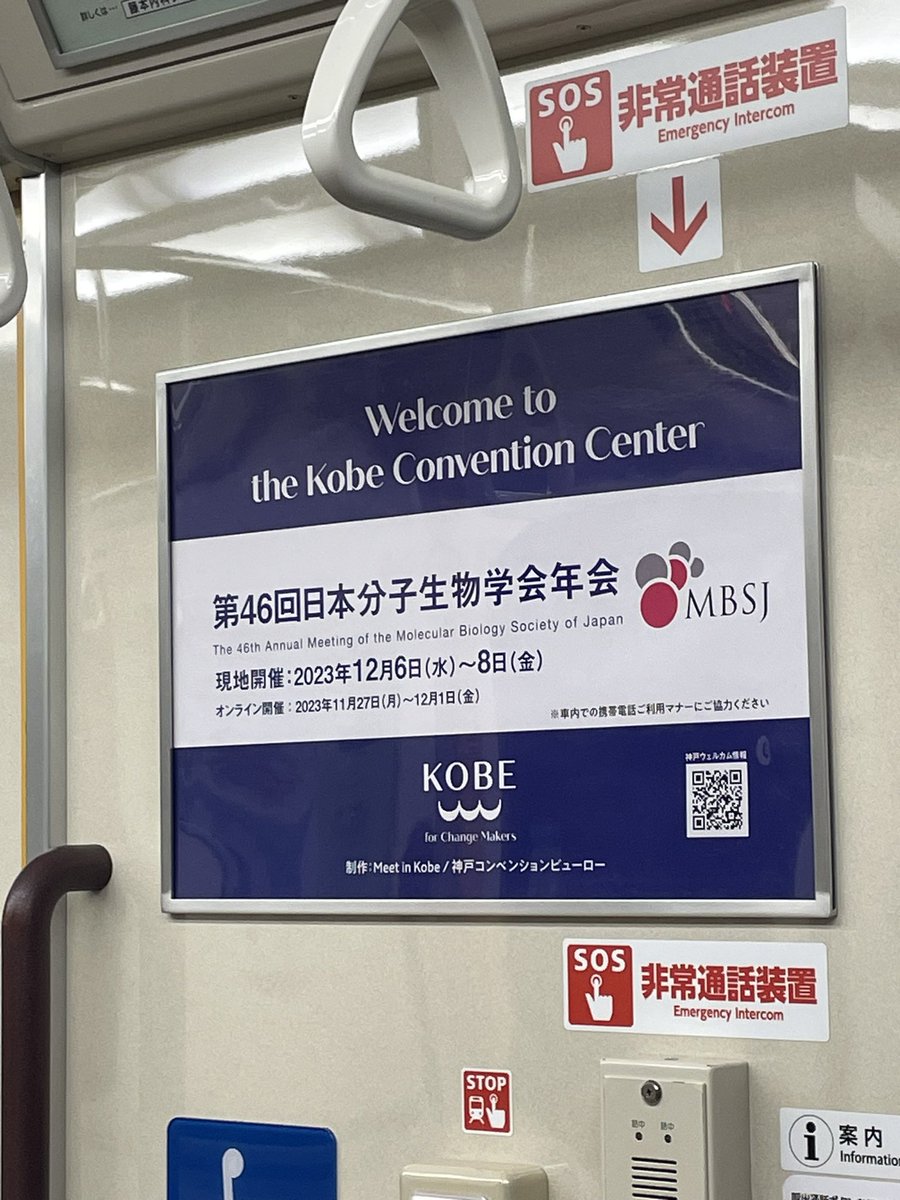 詳しくは…
SOS
非常通話装置
Emergency Intercom
Welcome to
the Kobe Convention Center
第46回日本分子生物学会年会
The 46th Annual Meeting of the Molecular Biology Society of Japan
MBSJ
現地開催：2023年12月6日（水）～8日（金）
オンライン開催：2023年11月27日（月）～12月1日（金）
※車内での携帯電話ご利用マナーにご協力ください
KOBE
for Change Makers
神戸ウェルカム情報
制作：Meet in Kobe / 神戸コンベンションビューロー
SOS
非常通話装置
Emergency Intercom
STOP
案内
Information